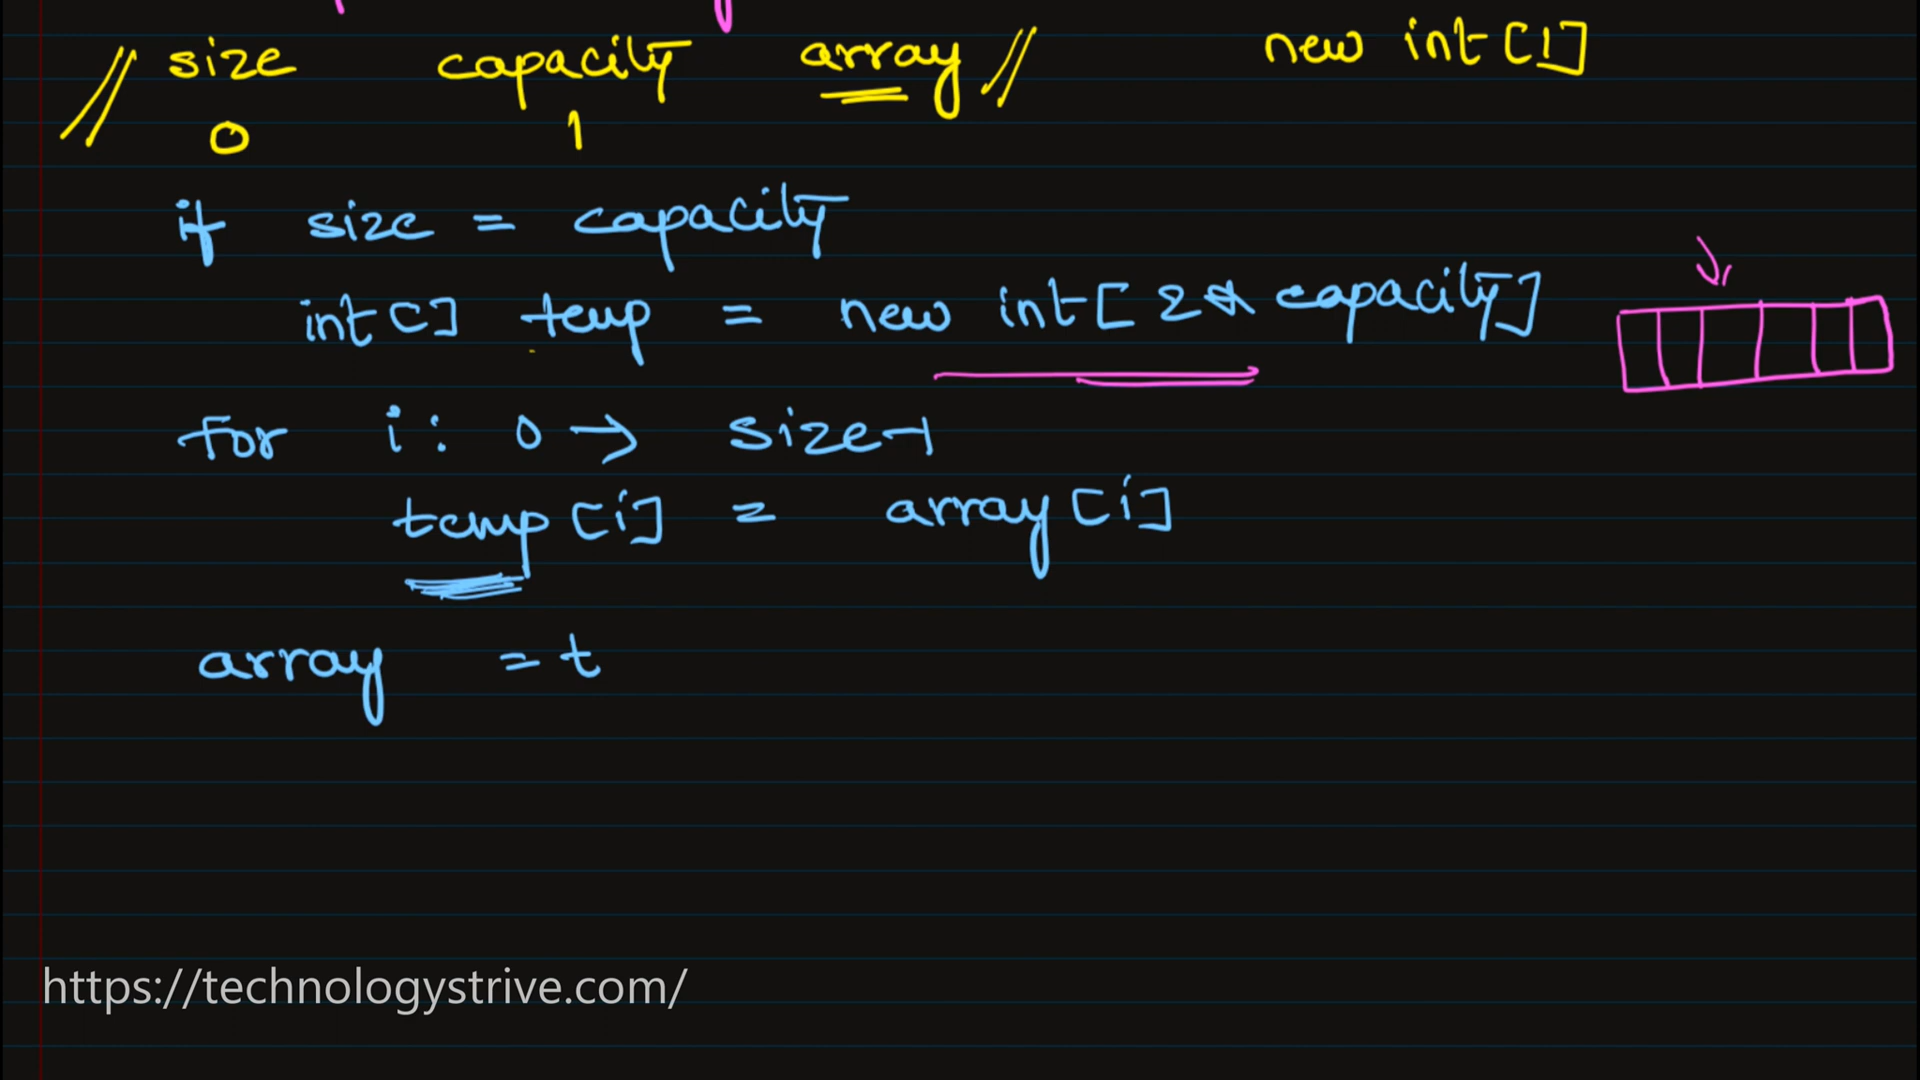 // size capacity array // new int [1]
0 1
if size = capacity
int[] temp = new int[2 * capacity]
for i: 0 → size-1
temp[i] = array[i]
array = t
https://technologystrive.com/